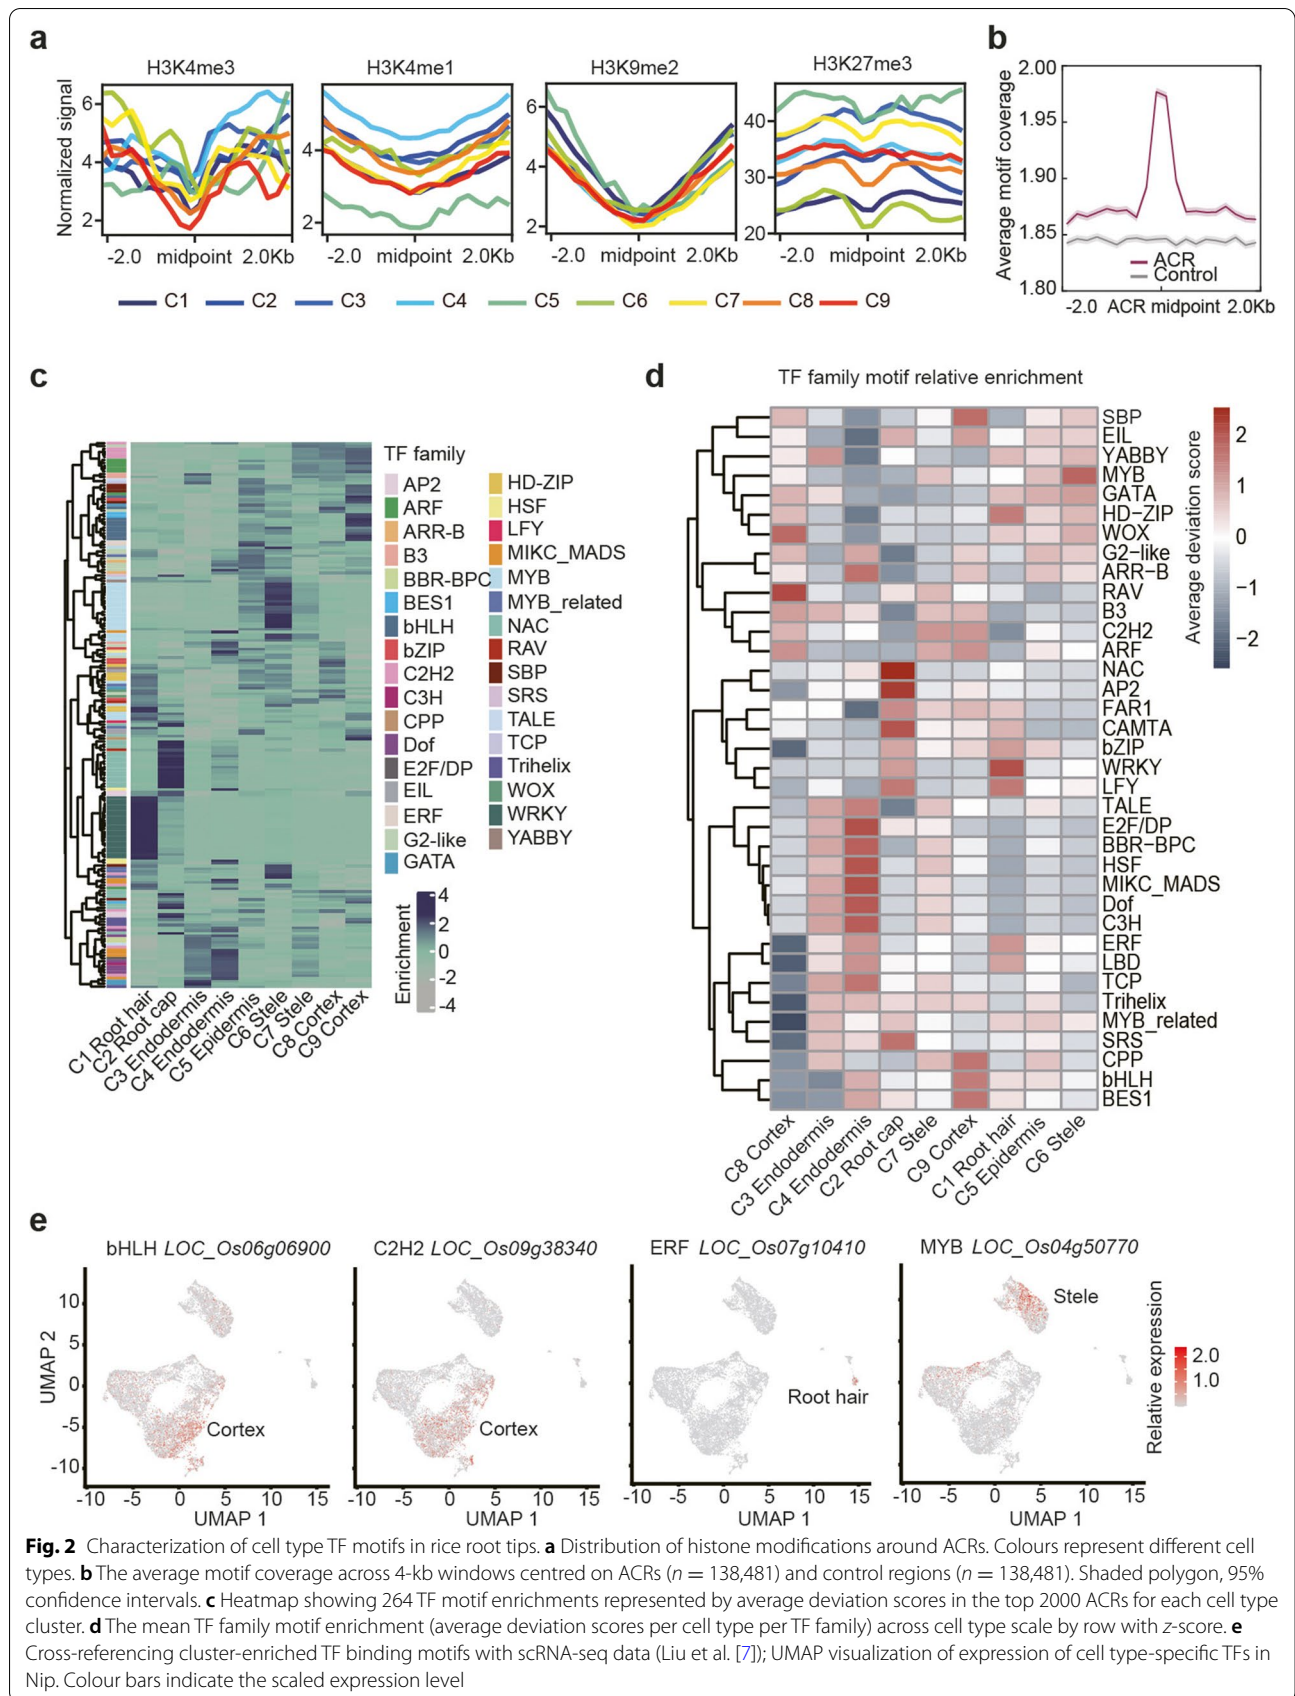 a
H3K4me3
H3K4me1
H3K9me2
H3K27me3
Normalized signal
6
4
2
4
2
6
4
2
40
30
20
-2.0 midpoint 2.0Kb
-2.0 midpoint 2.0Kb
-2.0 midpoint 2.0Kb
-2.0 midpoint 2.0Kb
C1 C2 C3 C4 C5 C6 C7 C8 C9
b
Average motif coverage
2.00
1.95
1.90
1.85
1.80
ACR
Control
-2.0 ACR midpoint 2.0Kb
c
TF family
AP2
ARF
ARR-B
B3
BBR-BPC
BES1
bHLH
bZIP
C2H2
C3H
CPP
Dof
E2F/DP
EIL
ERF
G2-like
GATA
HD-ZIP
HSF
LFY
MIKC_MADS
MYB
MYB_related
NAC
RAV
SBP
SRS
TALE
TCP
Trihelix
WOX
WRKY
YABBY
Enrichment
4
2
0
-2
-4
C1 Root hair
C2 Root cap
C3 Endodermis
C4 Endodermis
C5 Epidermis
C6 Stele
C7 Stele
C8 Cortex
C9 Cortex
d
TF family motif relative enrichment
SBP
EIL
YABBY
MYB
GATA
HD-ZIP
WOX
G2-like
ARR-B
RAV
B3
C2H2
ARF
NAC
AP2
FAR1
CAMTA
bZIP
WRKY
LFY
TALE
E2F/DP
BBR-BPC
HSF
MIKC_MADS
Dof
C3H
ERF
LBD
TCP
Trihelix
MYB_related
SRS
CPP
bHLH
BES1
Average deviation score
2
1
0
-1
-2
C8 Cortex
C3 Endodermis
C4 Endodermis
C2 Root cap
C7 Stele
C9 Cortex
C1 Root hair
C5 Epidermis
C6 Stele
e
bHLH LOC_Os06g06900
C2H2 LOC_Os09g38340
ERF LOC_Os07g10410
MYB LOC_Os04g50770
UMAP 2
10
5
0
-5
-10
Cortex
Cortex
Root hair
Stele
Relative expression
2.0
1.0
-10 -5 0 5 10 15
-10 -5 0 5 10 15
-10 -5 0 5 10 15
-10 -5 0 5 10 15
UMAP 1
UMAP 1
UMAP 1
UMAP 1
Fig. 2 Characterization of cell type TF motifs in rice root tips. a Distribution of histone modifications around ACRs. Colours represent different cell
types. b The average motif coverage across 4-kb windows centred on ACRs (n = 138,481) and control regions (n = 138,481). Shaded polygon, 95%
confidence intervals. c Heatmap showing 264 TF motif enrichments represented by average deviation scores in the top 2000 ACRs for each cell type
cluster. d The mean TF family motif enrichment (average deviation scores per cell type per TF family) across cell type scale by row with z-score. e
Cross-referencing cluster-enriched TF binding motifs with scRNA-seq data (Liu et al. [7]); UMAP visualization of expression of cell type-specific TFs in
Nip. Colour bars indicate the scaled expression level